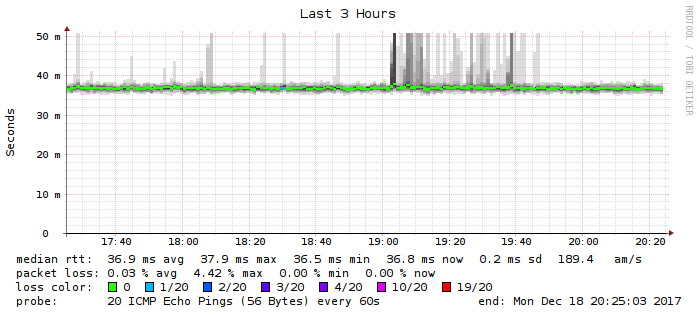 Last 3 Hours
RRDTOOL / TOBI OETIKER
Seconds
50 m
40 m
30 m
20 m
10 m
0
17:40 18:00 18:20 18:40 19:00 19:20 19:40 20:00 20:20
median rtt: 36.9 ms avg 37.9 ms max 36.5 ms min 36.8 ms now 0.2 ms sd 189.4 am/s
packet loss: 0.03 % avg 4.42 % max 0.00 % min 0.00 % now
loss color: 0 1/20 2/20 3/20 4/20 10/20 19/20
probe: 20 ICMP Echo Pings (56 Bytes) every 60s end: Mon Dec 18 20:25:03 2017